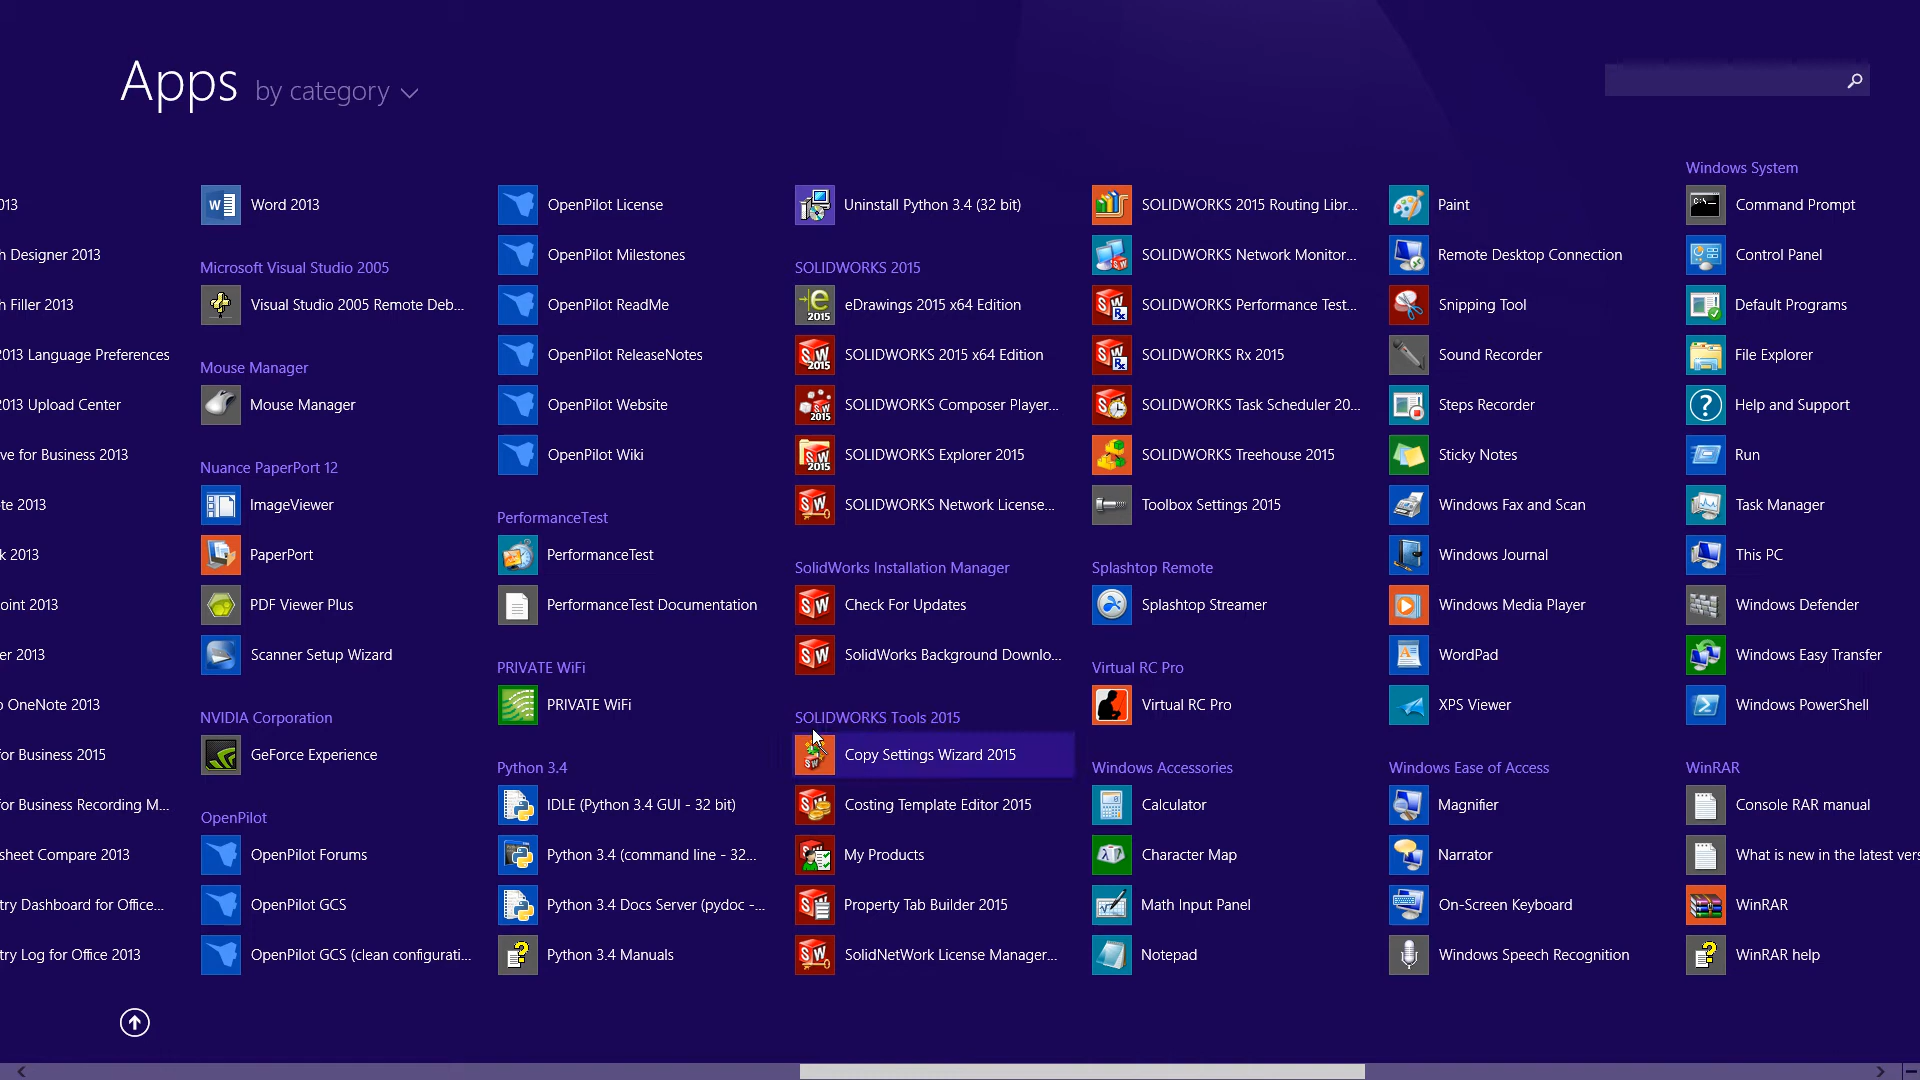 Apps by category
013
h Designer 2013
h Filler 2013
2013 Language Preferences
2013 Upload Center
ve for Business 2013
te 2013
k 2013
oint 2013
er 2013
o OneNote 2013
for Business 2015
for Business Recording M...
sheet Compare 2013
try Dashboard for Office...
try Log for Office 2013
Word 2013
Microsoft Visual Studio 2005
Visual Studio 2005 Remote Deb...
Mouse Manager
Mouse Manager
Nuance PaperPort 12
ImageViewer
PaperPort
PDF Viewer Plus
Scanner Setup Wizard
NVIDIA Corporation
GeForce Experience
OpenPilot
OpenPilot Forums
OpenPilot GCS
OpenPilot GCS (clean configurati...
OpenPilot License
OpenPilot Milestones
OpenPilot ReadMe
OpenPilot ReleaseNotes
OpenPilot Website
OpenPilot Wiki
PerformanceTest
PerformanceTest
PerformanceTest Documentation
PRIVATE WiFi
PRIVATE WiFi
Python 3.4
IDLE (Python 3.4 GUI - 32 bit)
Python 3.4 (command line - 32...
Python 3.4 Docs Server (pydoc -...
Python 3.4 Manuals
Uninstall Python 3.4 (32 bit)
SOLIDWORKS 2015
eDrawings 2015 x64 Edition
SOLIDWORKS 2015 x64 Edition
SOLIDWORKS Composer Player...
SOLIDWORKS Explorer 2015
SOLIDWORKS Network License...
SolidWorks Installation Manager
Check For Updates
SolidWorks Background Downlo...
SOLIDWORKS Tools 2015
Copy Settings Wizard 2015
Costing Template Editor 2015
My Products
Property Tab Builder 2015
SolidNetWork License Manager...
SOLIDWORKS 2015 Routing Libr...
SOLIDWORKS Network Monitor...
SOLIDWORKS Performance Test...
SOLIDWORKS Rx 2015
SOLIDWORKS Task Scheduler 20...
SOLIDWORKS Treehouse 2015
Toolbox Settings 2015
Splashtop Remote
Splashtop Streamer
Virtual RC Pro
Virtual RC Pro
Windows Accessories
Calculator
Character Map
Math Input Panel
Notepad
Paint
Remote Desktop Connection
Snipping Tool
Sound Recorder
Steps Recorder
Sticky Notes
Windows Fax and Scan
Windows Journal
Windows Media Player
WordPad
XPS Viewer
Windows Ease of Access
Magnifier
Narrator
On-Screen Keyboard
Windows Speech Recognition
Windows System
Command Prompt
Control Panel
Default Programs
File Explorer
Help and Support
Run
Task Manager
This PC
Windows Defender
Windows Easy Transfer
Windows PowerShell
WinRAR
Console RAR manual
What is new in the latest vers
WinRAR
WinRAR help